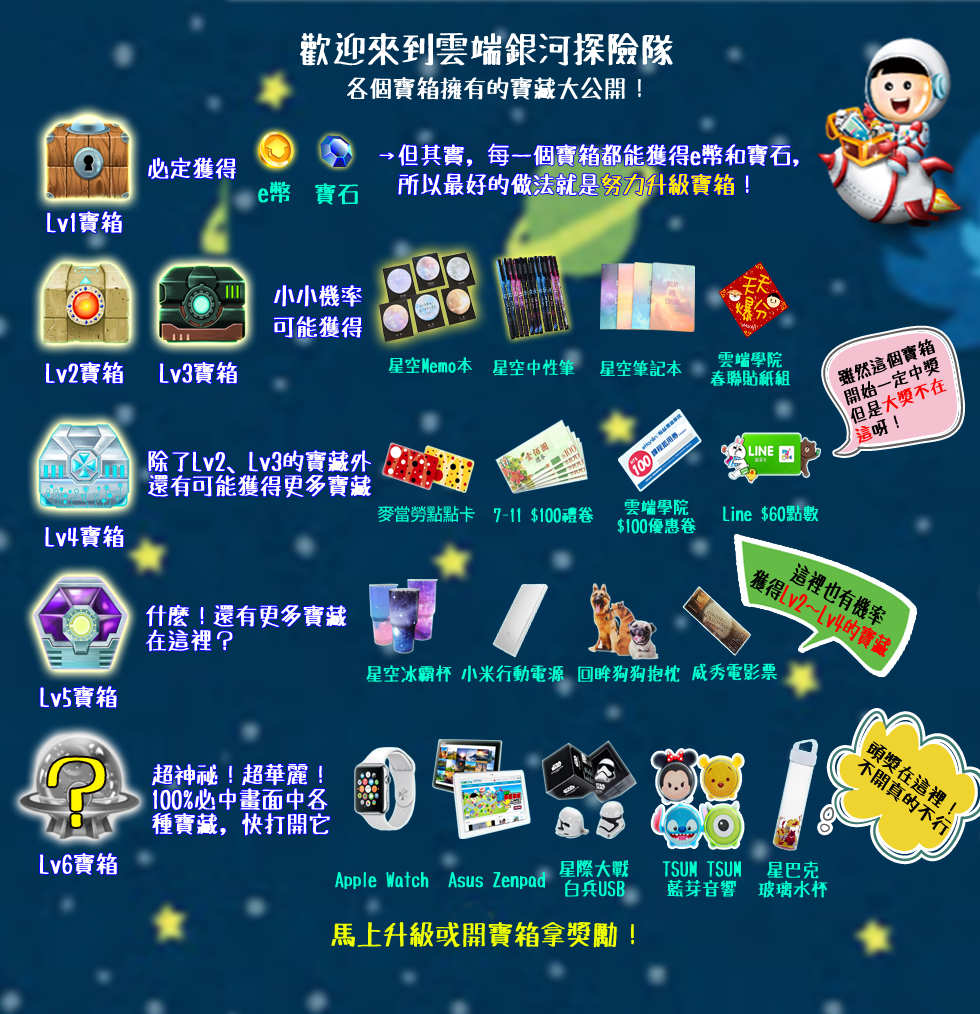 歡迎來到雲端銀河探險隊
各個寶箱擁有的寶藏大公開！
Lv1寶箱
必定獲得
e幣
寶石
→但其實，每一個寶箱都能獲得e幣和寶石，
所以最好的做法就是努力升級寶箱！
Lv2寶箱
Lv3寶箱
小小機率
可能獲得
星空Memo本
星空中性筆
星空筆記本
天天
爆分
雲端學院
春聯貼紙組
雖然這個寶箱
開始一定中獎
但是大獎不在
這呀！
Lv4寶箱
除了Lv2、Lv3的寶藏外
還有可能獲得更多寶藏
麥當勞點點卡
壹佰圓
禮券
$100
7-11 $100禮卷
100
雲端學院
$100優惠卷
LINE
Line $60點數
Lv5寶箱
什麼！還有更多寶藏
在這裡？
星空冰霸杯
小米行動電源
回眸狗狗抱枕
威秀電影票
這裡也有機率
獲得Lv2～Lv4的寶藏
?
Lv6寶箱
超神祕！超華麗！
100%必中畫面中各
種寶藏，快打開它
Apple Watch
Asus Zenpad
星際大戰
白兵USB
TSUM TSUM
藍芽音響
星巴克
玻璃水杯
頭獎在這裡！
不開真的不行
馬上升級或開寶箱拿獎勵！